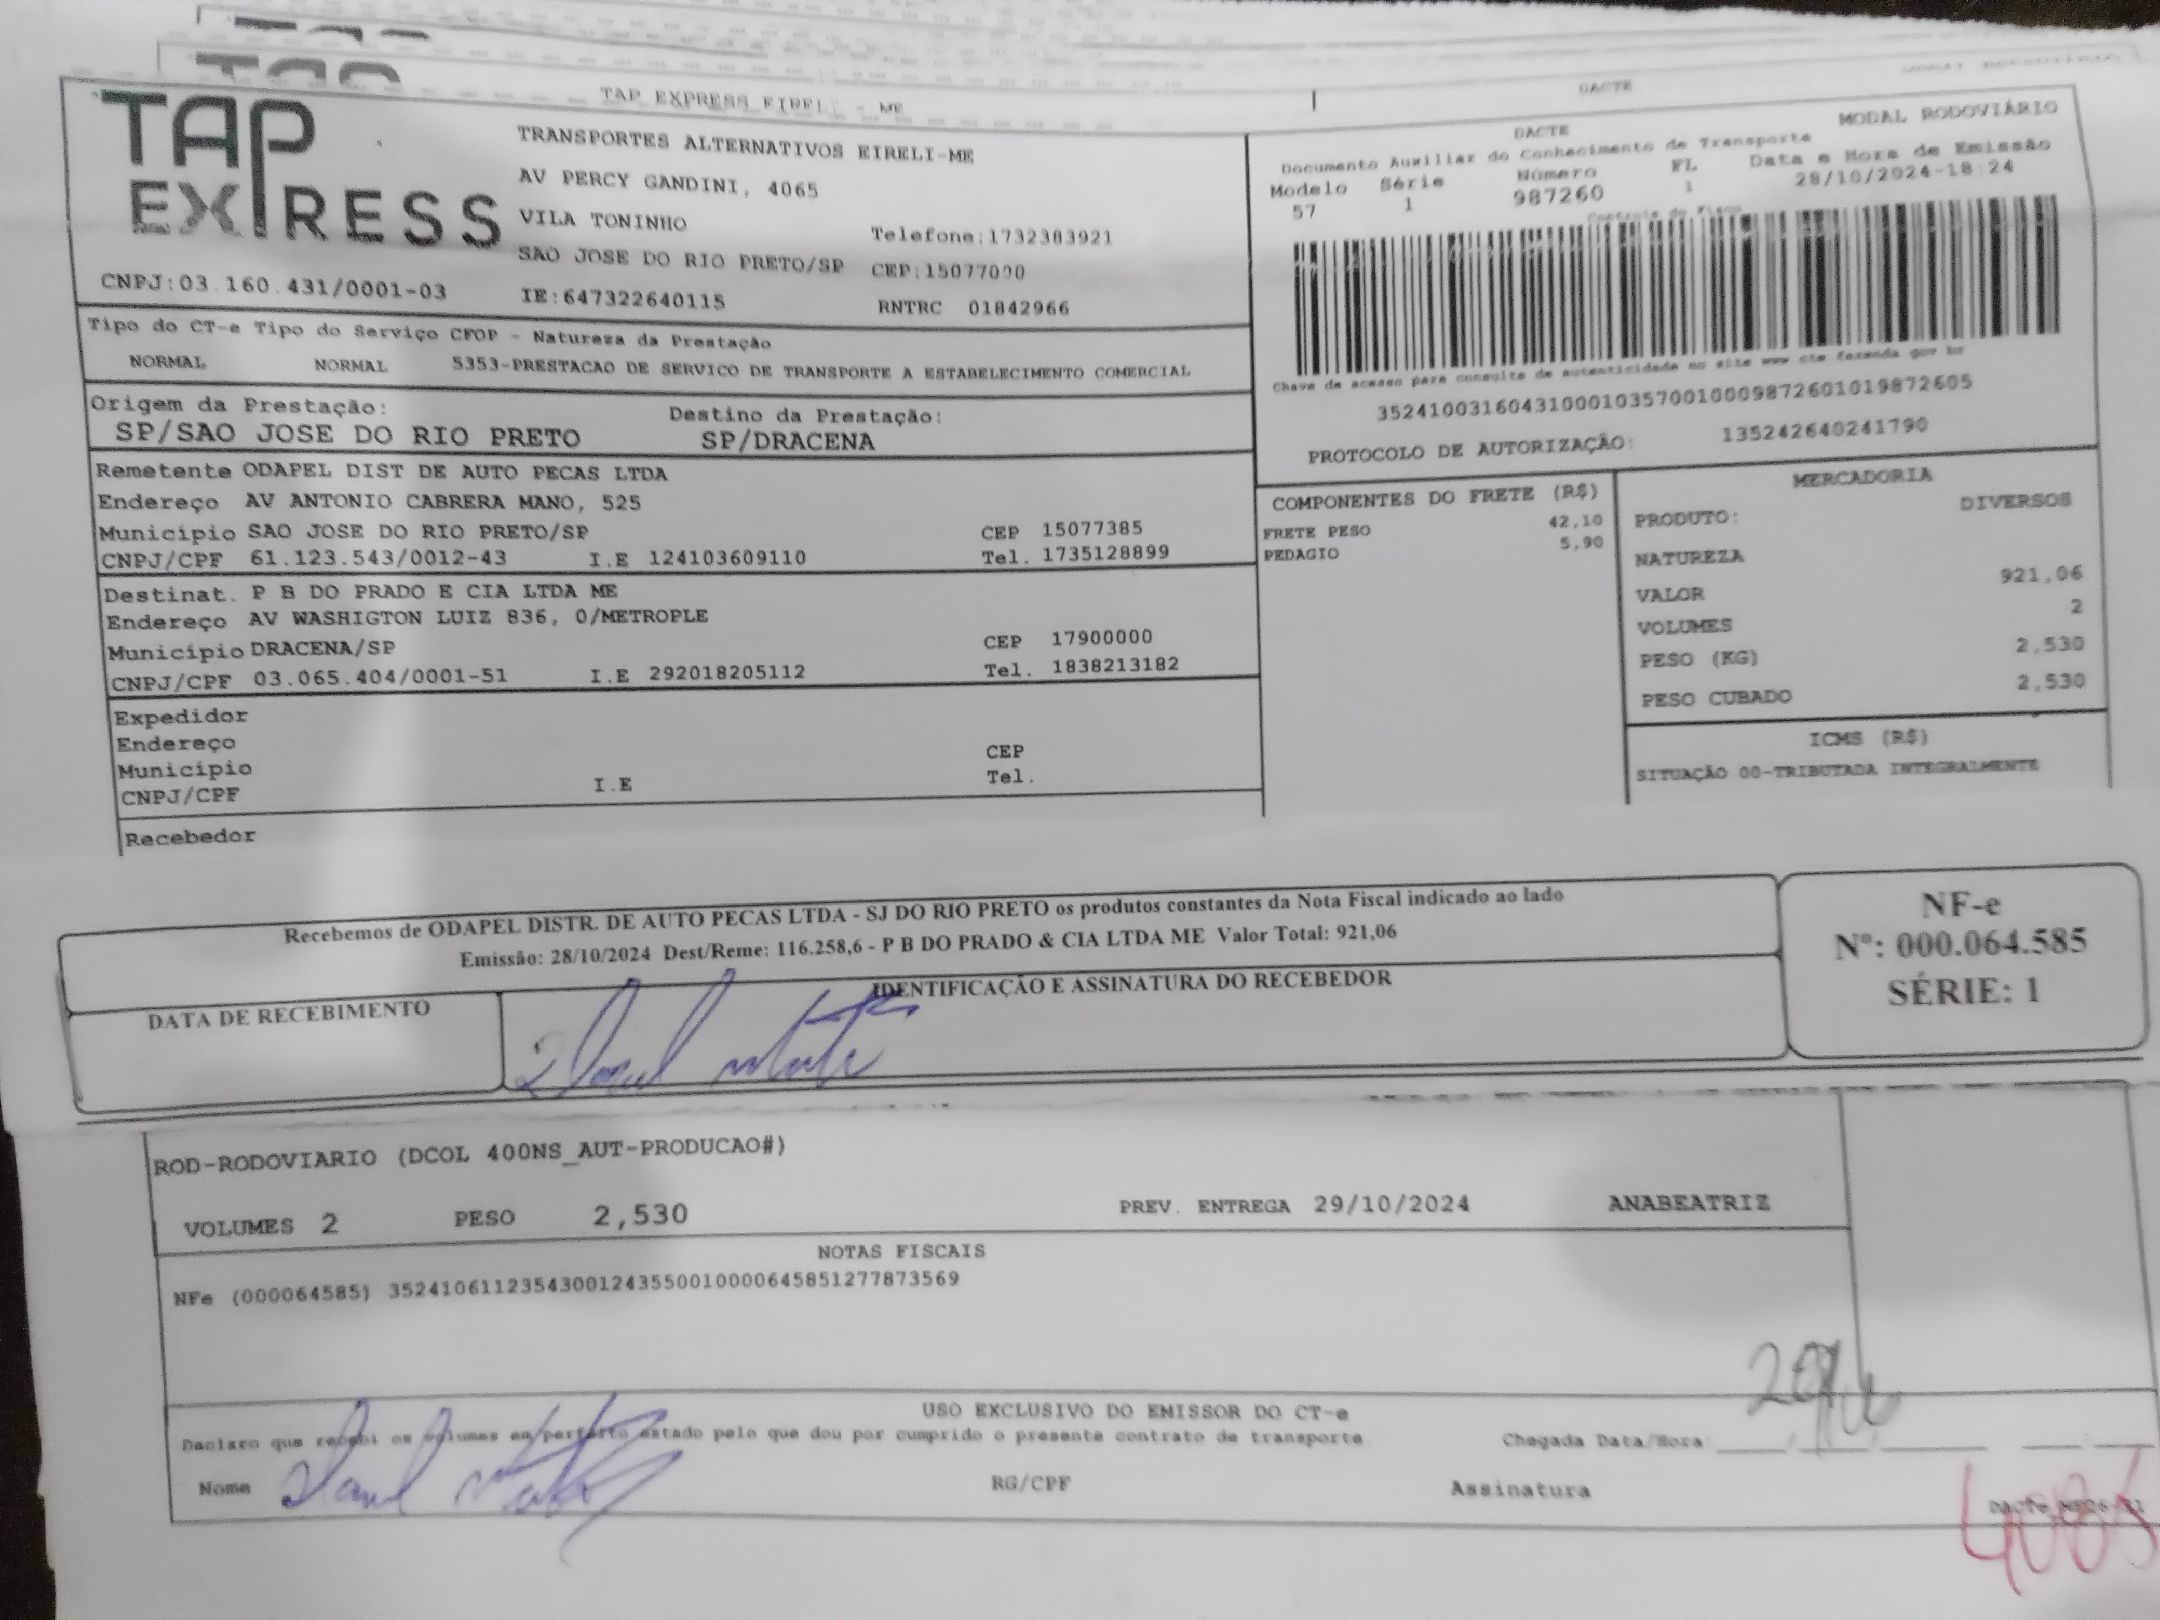 TAP EXPRESS EIRELI - ME
DACTE
TAP
EXPRESS
TRANSPORTES ALTERNATIVOS EIRELI-ME
AV PERCY GANDINI, 4065
VILA TONINHO
Telefone:1732383921
SAO JOSE DO RIO PRETO/SP CEP:15077000
CNPJ:03.160.431/0001-03 IE:647322640115 RNTRC 01842966
DACTE MODAL RODOVIÁRIO
Documento Auxiliar do Conhecimento de Transporte
Modelo Série Número FL Data e Hora de Emissão
57 1 987260 1 28/10/2024-18:24
Controle do Fisco
Chave de acesso para consulta de autenticidade no site www cte fazenda gov br
35241003160431000103570010009872601019872605
PROTOCOLO DE AUTORIZAÇÃO: 135242640241790
Tipo do CT-e Tipo do Serviço CFOP - Natureza da Prestação
NORMAL NORMAL 5353-PRESTACAO DE SERVICO DE TRANSPORTE A ESTABELECIMENTO COMERCIAL
Origem da Prestação: Destino da Prestação:
SP/SAO JOSE DO RIO PRETO SP/DRACENA
Remetente ODAPEL DIST DE AUTO PECAS LTDA
Endereço AV ANTONIO CABRERA MANO, 525
Município SAO JOSE DO RIO PRETO/SP CEP 15077385
CNPJ/CPF 61.123.543/0012-43 I.E 124103609110 Tel. 1735128899
Destinat. P B DO PRADO E CIA LTDA ME
Endereço AV WASHIGTON LUIZ 836, 0/METROPLE
Município DRACENA/SP CEP 17900000
CNPJ/CPF 03.065.404/0001-51 I.E 292018205112 Tel. 1838213182
Expedidor
Endereço
Município CEP
CNPJ/CPF I.E Tel.
Recebedor
COMPONENTES DO FRETE (R$)
FRETE PESO 42,10
PEDAGIO 5,90
MERCADORIA
PRODUTO: DIVERSOS
NATUREZA
VALOR 921,06
VOLUMES 2
PESO (KG) 2,530
PESO CUBADO 2,530
ICMS (R$)
SITUAÇÃO 00-TRIBUTADA INTEGRALMENTE
Recebemos de ODAPEL DISTR. DE AUTO PECAS LTDA - SJ DO RIO PRETO os produtos constantes da Nota Fiscal indicado ao lado
Emissão: 28/10/2024 Dest/Reme: 116.258,6 - P B DO PRADO & CIA LTDA ME Valor Total: 921,06
DATA DE RECEBIMENTO
IDENTIFICAÇÃO E ASSINATURA DO RECEBEDOR
NF-e
Nº: 000.064.585
SÉRIE: 1
ROD-RODOVIARIO (DCOL 400NS_AUT-PRODUCAO#)
VOLUMES 2 PESO 2,530 PREV. ENTREGA 29/10/2024 ANABEATRIZ
NOTAS FISCAIS
NFe (000064585) 35241061123543001243550010000645851277873569
USO EXCLUSIVO DO EMISSOR DO CT-e
Declaro que recebi os volumes em perfeito estado pelo que dou por cumprido o presente contrato de transporte. Chegada Data/Hora:
Nome RG/CPF Assinatura